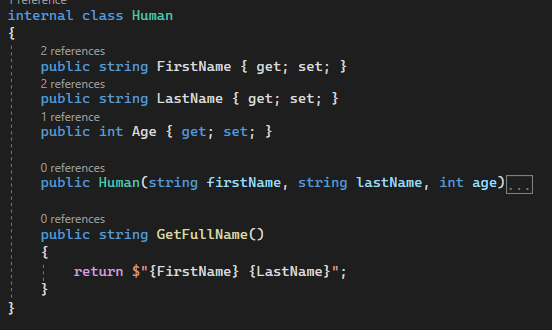 1 reference
internal class Human
{
2 references
public string FirstName { get; set; }
2 references
public string LastName { get; set; }
1 reference
public int Age { get; set; }
0 references
public Human(string firstName, string lastName, int age)...
0 references
public string GetFullName()
{
return $"{FirstName} {LastName}";
}
}